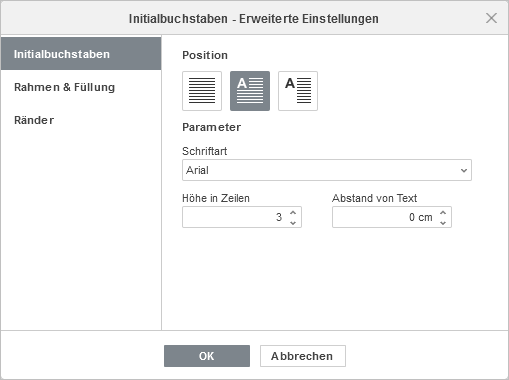 Initialbuchstaben - Erweiterte Einstellungen
Initialbuchstaben
Rahmen & Füllung
Ränder
Position
A
A
Parameter
Schriftart
Arial
Höhe in Zeilen
Abstand von Text
3
0 cm
OK
Abbrechen